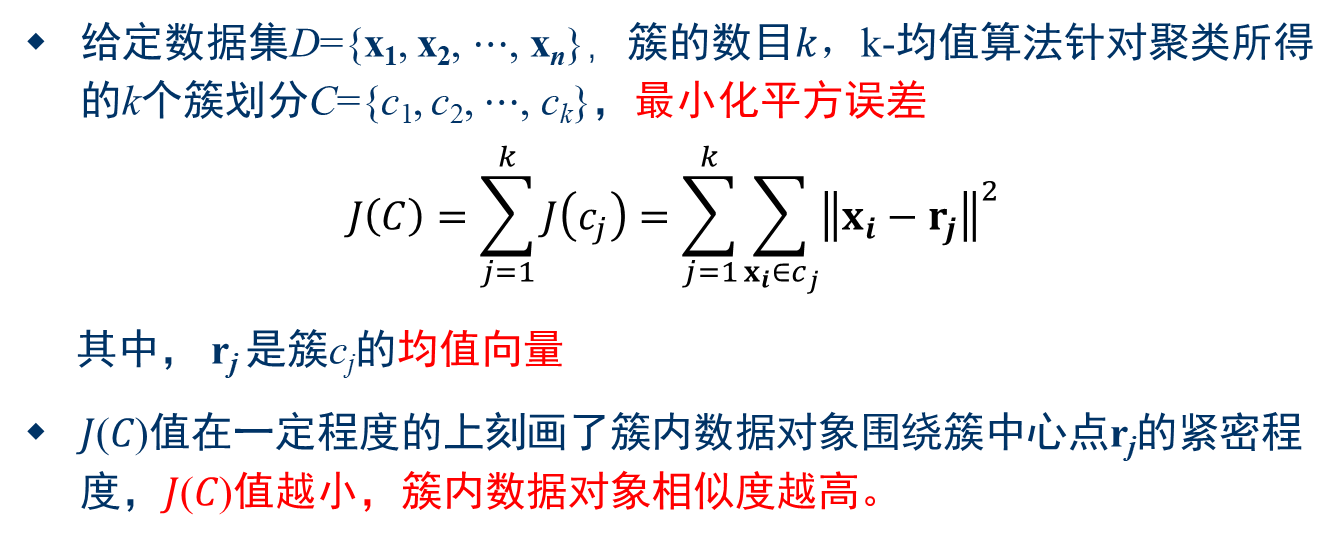 ◆ 给定数据集D={x₁, x₂, ⋯, xₙ}, 簇的数目k，k-均值算法针对聚类所得
的k个簇划分C={c₁, c₂, ⋯, cₖ}，最小化平方误差
J(C) = ∑_{j=1}^{k} J(c_j) = ∑_{j=1}^{k} ∑_{x_i∈c_j} ‖x_i − r_j‖²
其中， r_j 是簇c_j的均值向量
◆ J(C)值在一定程度的上刻画了簇内数据对象围绕簇中心点r_j的紧密程
度，J(C)值越小，簇内数据对象相似度越高。